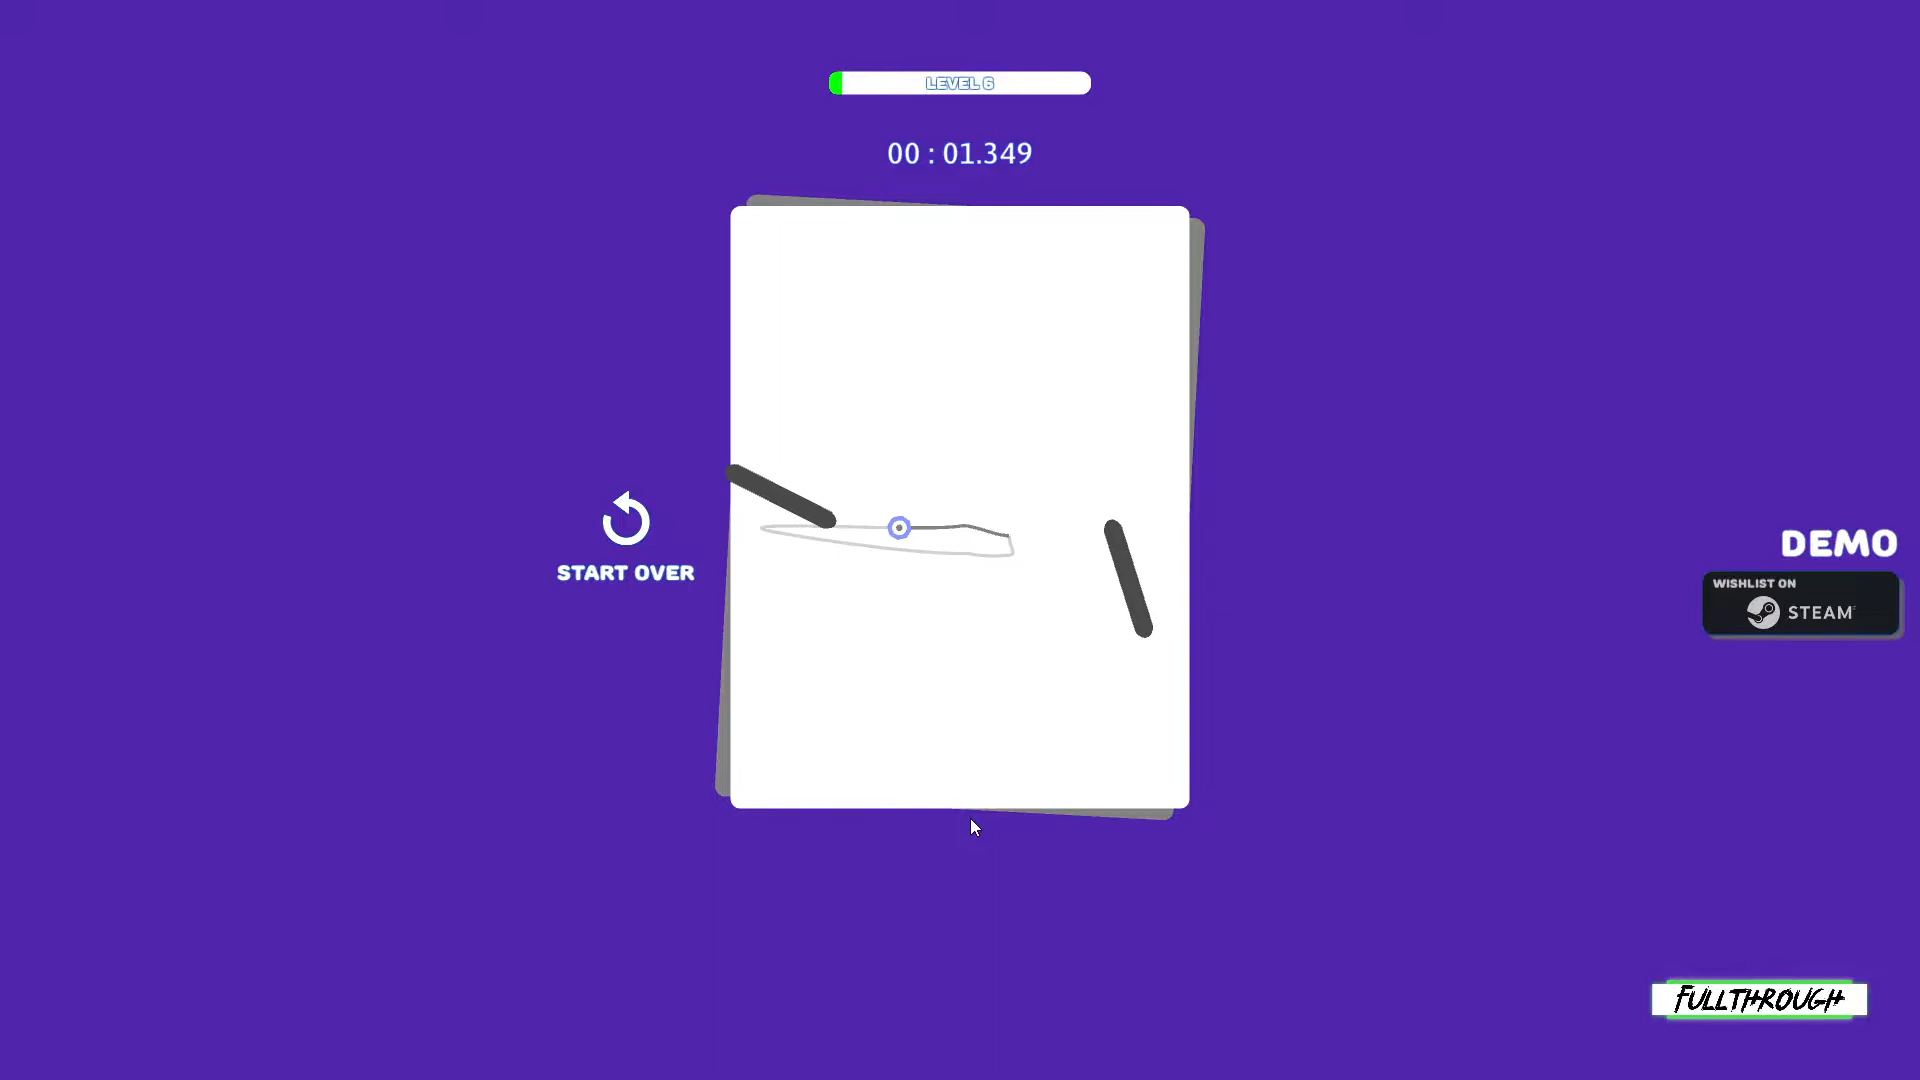 LEVEL 6
00 : 01.349
START OVER
DEMO
WISHLIST ON
STEAM
FULLTHROUGH